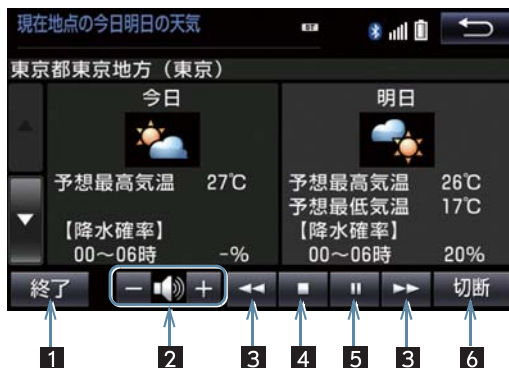 現在地点の今日明日の天気
BT
東京都東京地方（東京）
今日
明日
予想最高気温 27℃
予想最高気温 26℃
予想最低気温 17℃
【降水確率】
【降水確率】
00～06時 -%
00～06時 20%
終了
切断
1 2 3 4 5 3 6